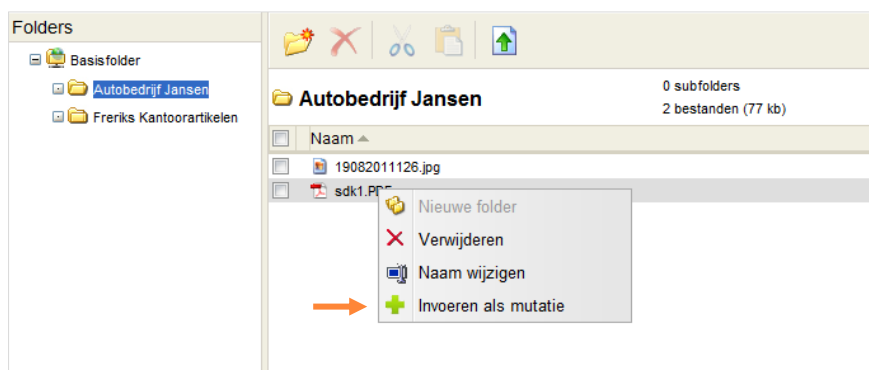 Folders
Basisfolder
Autobedrijf Jansen
Freriks Kantoorartikelen
Autobedrijf Jansen
0 subfolders
2 bestanden (77 kb)
Naam
19082011126.jpg
sdk1.PDF
Nieuwe folder
Verwijderen
Naam wijzigen
Invoeren als mutatie